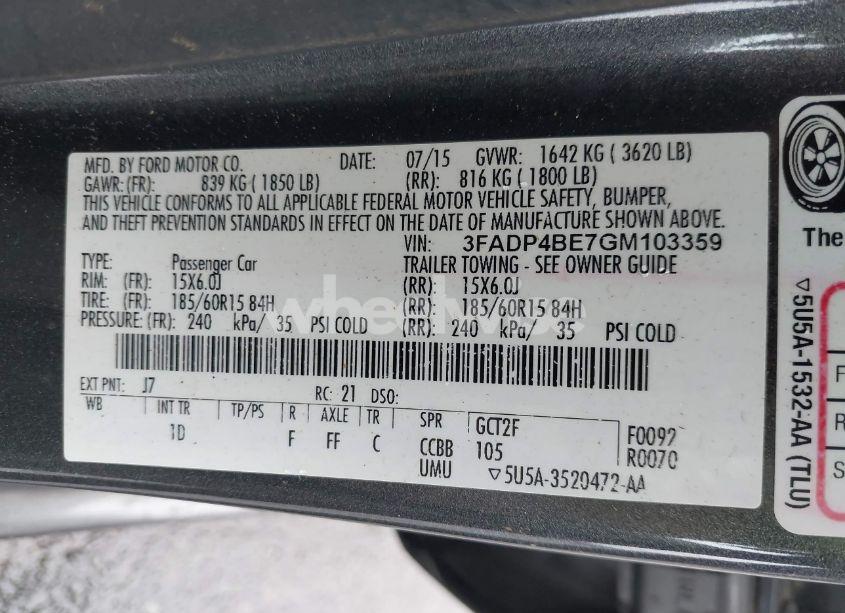 MFD. BY FORD MOTOR CO. DATE: 07/15 GVWR: 1642 KG ( 3620 LB)
GAWR:(FR): 839 KG ( 1850 LB) (RR): 816 KG ( 1800 LB)
THIS VEHICLE CONFORMS TO ALL APPLICABLE FEDERAL MOTOR VEHICLE SAFETY, BUMPER,
AND THEFT PREVENTION STANDARDS IN EFFECT ON THE DATE OF MANUFACTURE SHOWN ABOVE.
VIN: 3FADP4BE7GM103359
TYPE: Passenger Car TRAILER TOWING - SEE OWNER GUIDE
RIM: (FR): 15X6.0J (RR): 15X6.0J
TIRE: (FR): 185/60R15 84H (RR): 185/60R15 84H
PRESSURE: (FR): 240 kPa/ 35 PSI COLD (RR): 240 kPa/ 35 PSI COLD
EXT PNT: J7 RC: 21 DSO:
WB INT TR TP/PS R AXLE TR SPR GCT2F F0092
1D F FF C CCBB 105 R0070
UMU ▽5U5A-3520472-AA
The
▽5U5A-1532-AA (TLU)
F
R
S